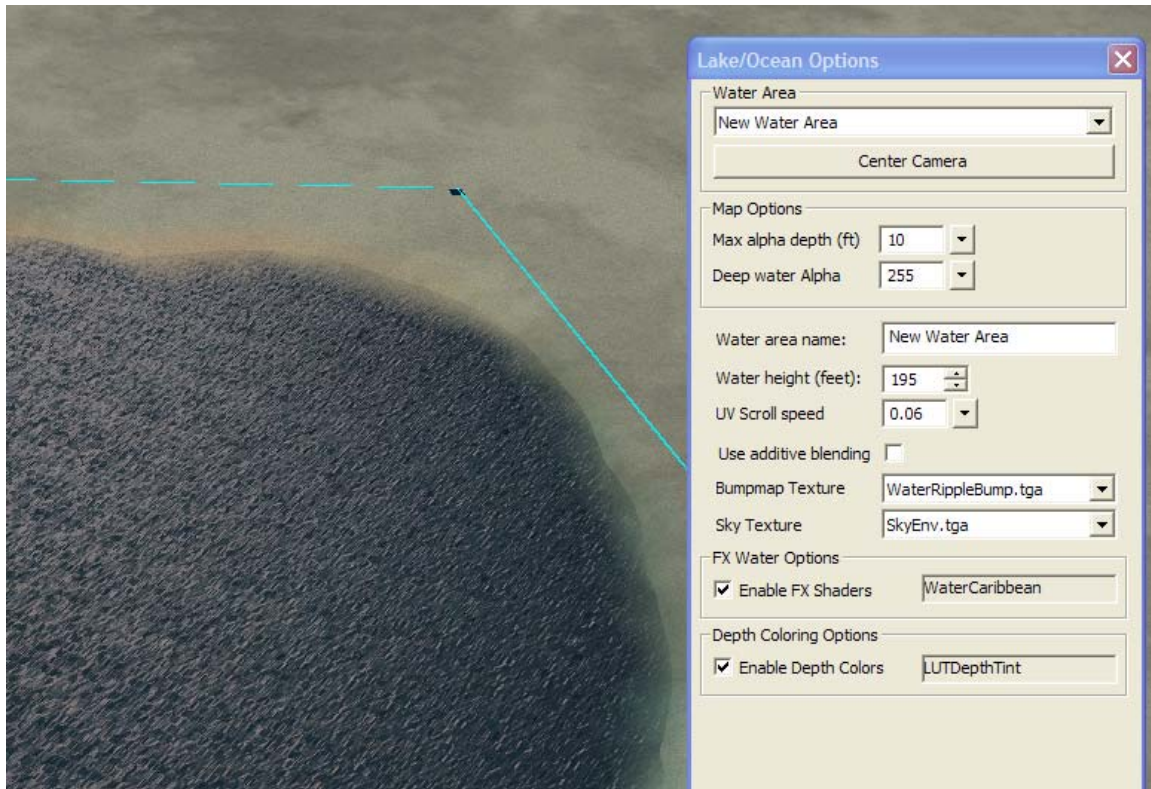 Lake/Ocean Options
Water Area
New Water Area
Center Camera
Map Options
Max alpha depth (ft) 10
Deep water Alpha 255
Water area name: New Water Area
Water height (feet): 195
UV Scroll speed 0.06
Use additive blending
Bumpmap Texture WaterRippleBump.tga
Sky Texture SkyEnv.tga
FX Water Options
Enable FX Shaders WaterCaribbean
Depth Coloring Options
Enable Depth Colors LUTDepthTint